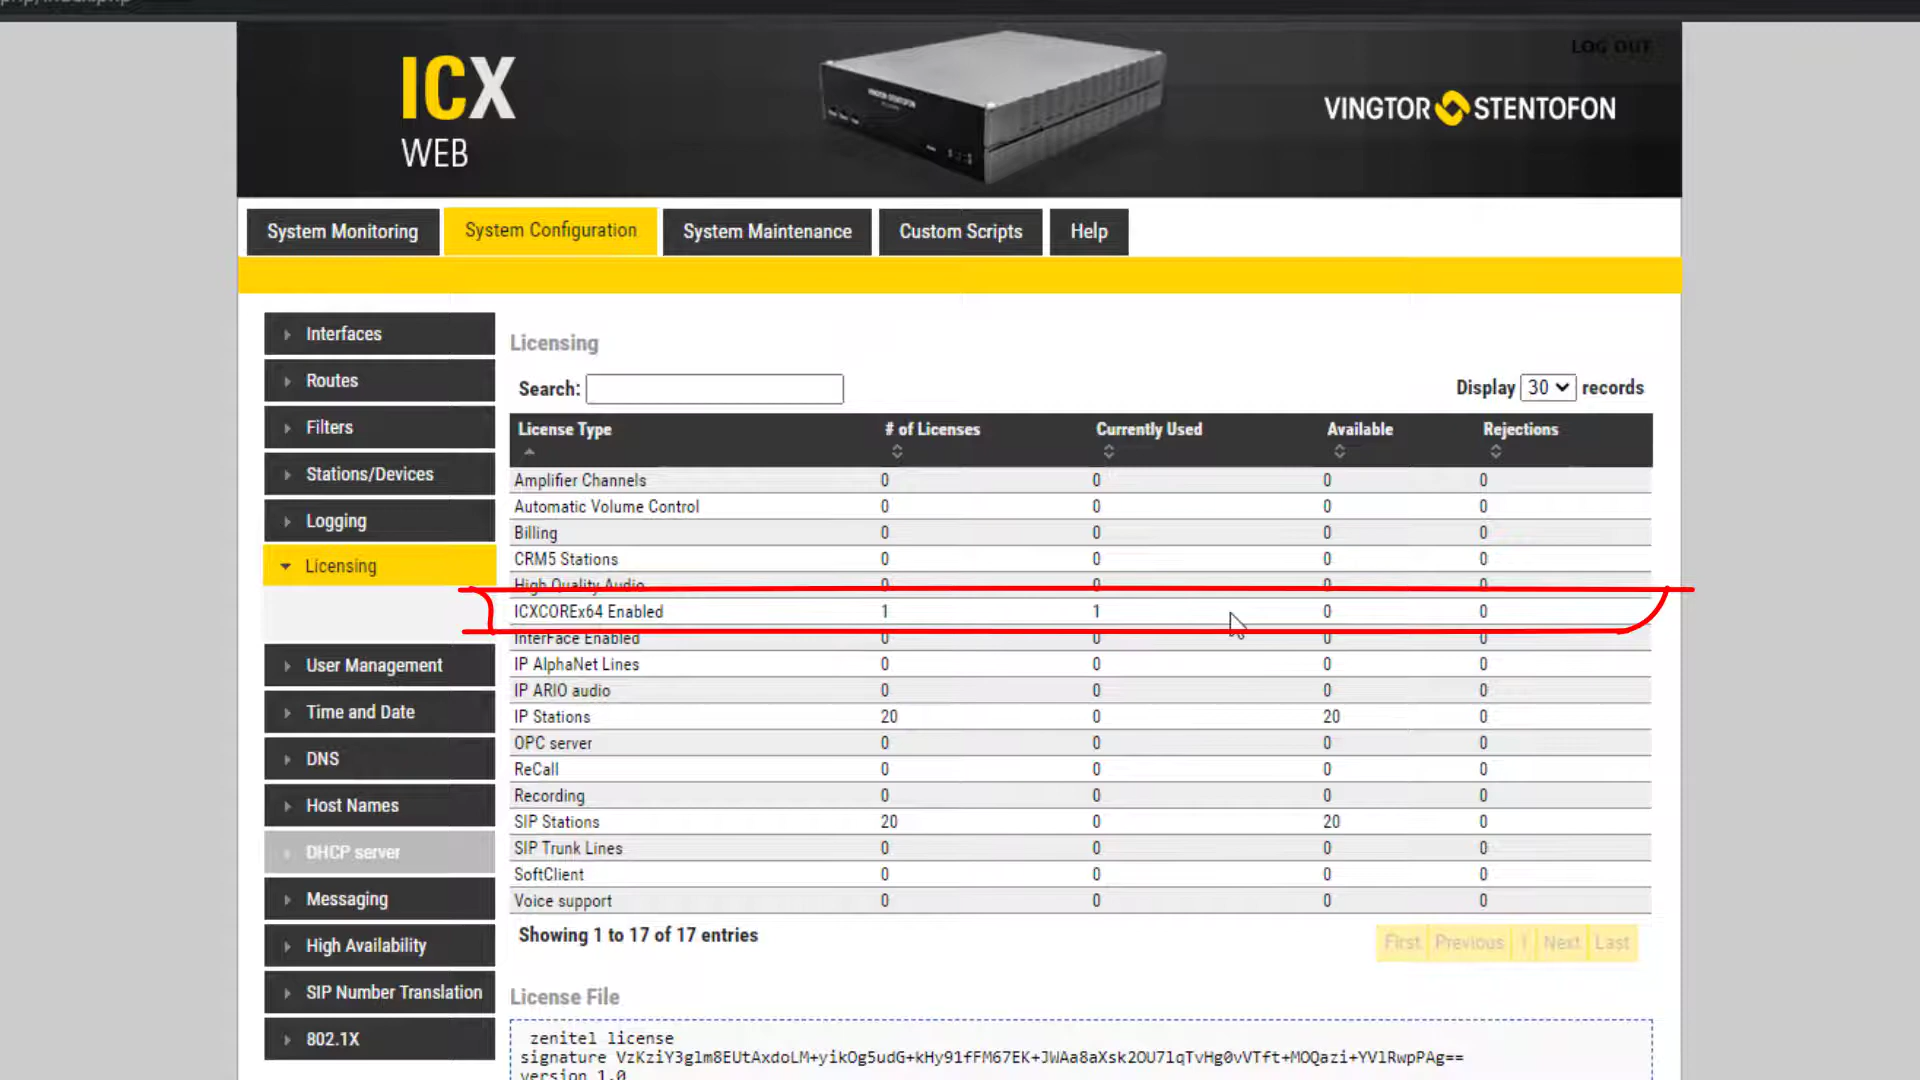 LOG OUT
ICX
WEB
VINGTOR STENTOFON
VINGTOR STENTOFON
System Monitoring
System Configuration
System Maintenance
Custom Scripts
Help
Interfaces
Routes
Filters
Stations/Devices
Logging
Licensing
User Management
Time and Date
DNS
Host Names
DHCP server
Messaging
High Availability
SIP Number Translation
802.1X
Licensing
Search:
Display 30 records
License Type # of Licenses Currently Used Available Rejections
Amplifier Channels 0 0 0 0
Automatic Volume Control 0 0 0 0
Billing 0 0 0 0
CRM5 Stations 0 0 0 0
High Quality Audio 0 0 0 0
ICXCOREx64 Enabled 1 1 0 0
InterFace Enabled 0 0 0 0
IP AlphaNet Lines 0 0 0 0
IP ARIO audio 0 0 0 0
IP Stations 20 0 20 0
OPC server 0 0 0 0
ReCall 0 0 0 0
Recording 0 0 0 0
SIP Stations 20 0 20 0
SIP Trunk Lines 0 0 0 0
SoftClient 0 0 0 0
Voice support 0 0 0 0
Showing 1 to 17 of 17 entries
First Previous 1 Next Last
License File
zenitel license
signature VzKziY3glm8EUtAxdoLM+yikOg5udG+kHy91fFM67EK+JWAa8aXsk2OU7lqTvHg0vVTft+MOQazi+YVlRwpPAg==
version 1.0